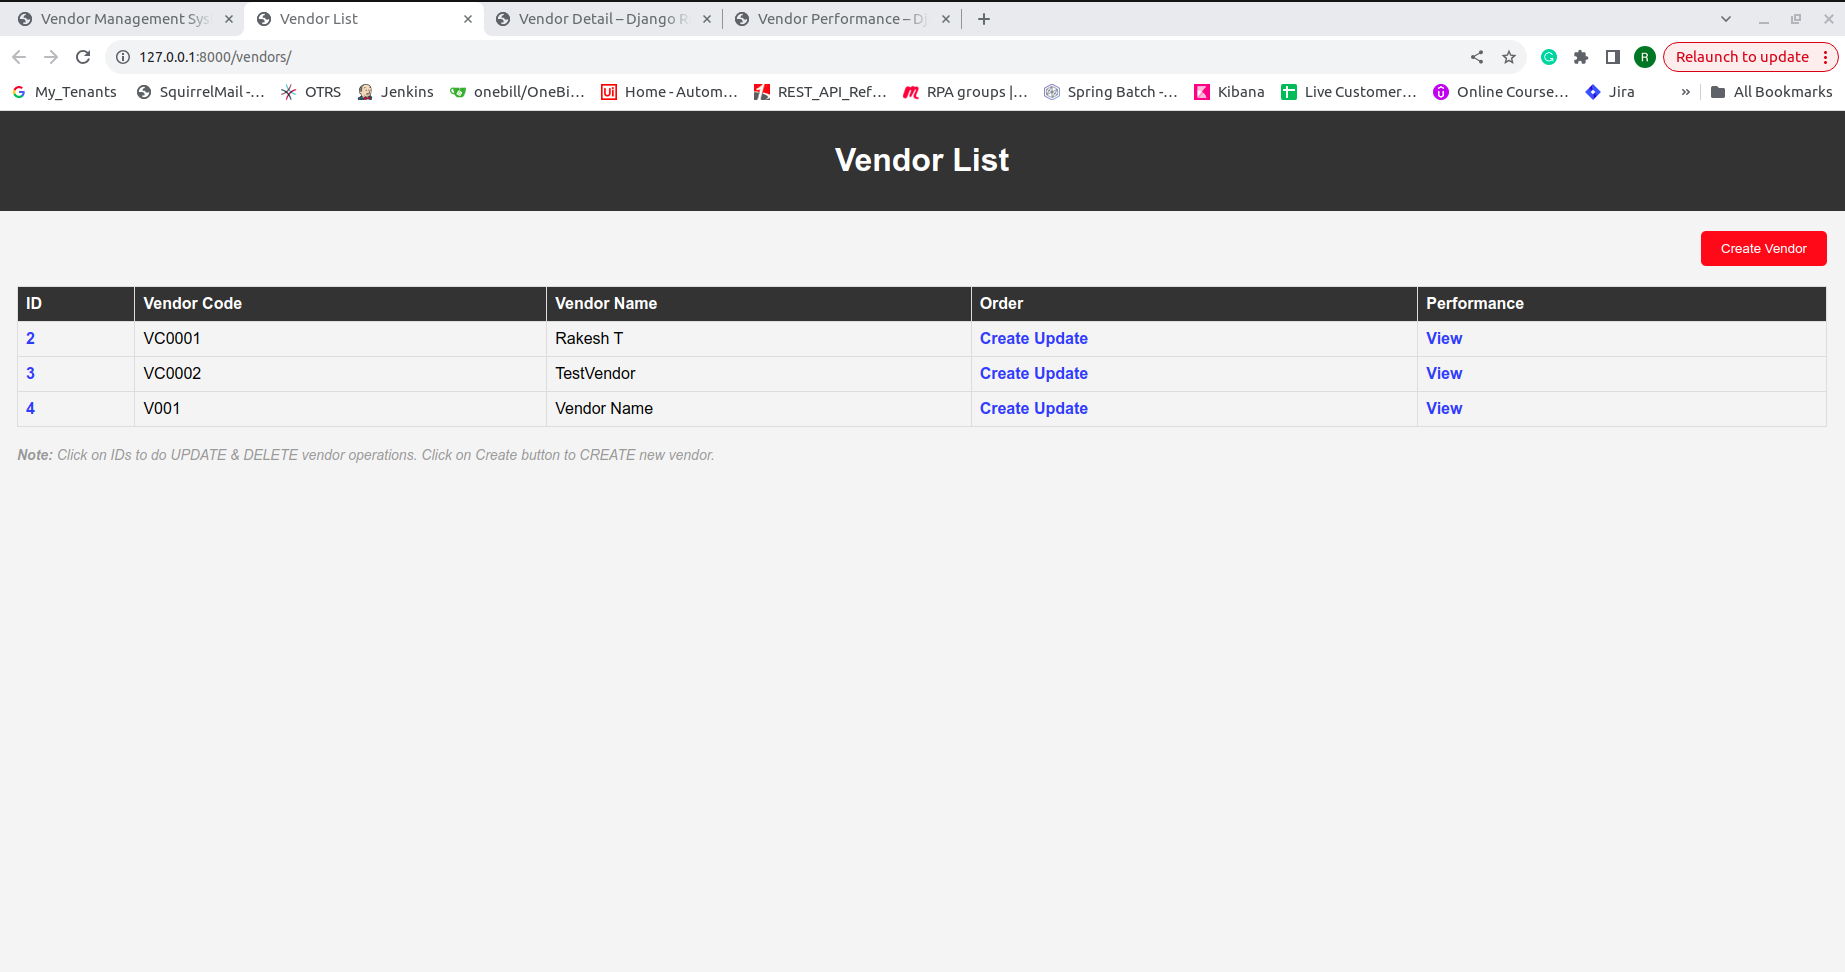 Vendor Management Sys
Vendor List
Vendor Detail – Django R
Vendor Performance – Dj
127.0.0.1:8000/vendors/
R
Relaunch to update
My_Tenants
SquirrelMail -...
OTRS
Jenkins
onebill/OneBi...
Home - Autom...
REST_API_Ref...
RPA groups |...
Spring Batch -...
Kibana
Live Customer...
Online Course...
Jira
»
All Bookmarks
Vendor List
Create Vendor
ID Vendor Code Vendor Name Order Performance
2 VC0001 Rakesh T Create Update View
3 VC0002 TestVendor Create Update View
4 V001 Vendor Name Create Update View
Note: Click on IDs to do UPDATE & DELETE vendor operations. Click on Create button to CREATE new vendor.